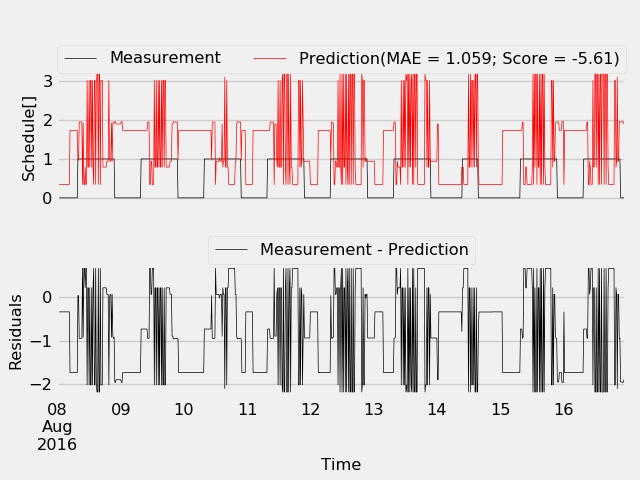 Measurement Prediction(MAE = 1.059; Score = -5.61)
3
2
1
0
Schedule[]
Measurement - Prediction
0
−1
−2
Residuals
08 09 10 11 12 13 14 15 16
Aug
2016
Time